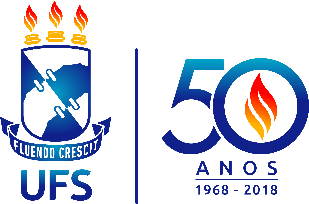 FLUENDO CRESCIT
UFS
50
ANOS
1968 - 2018